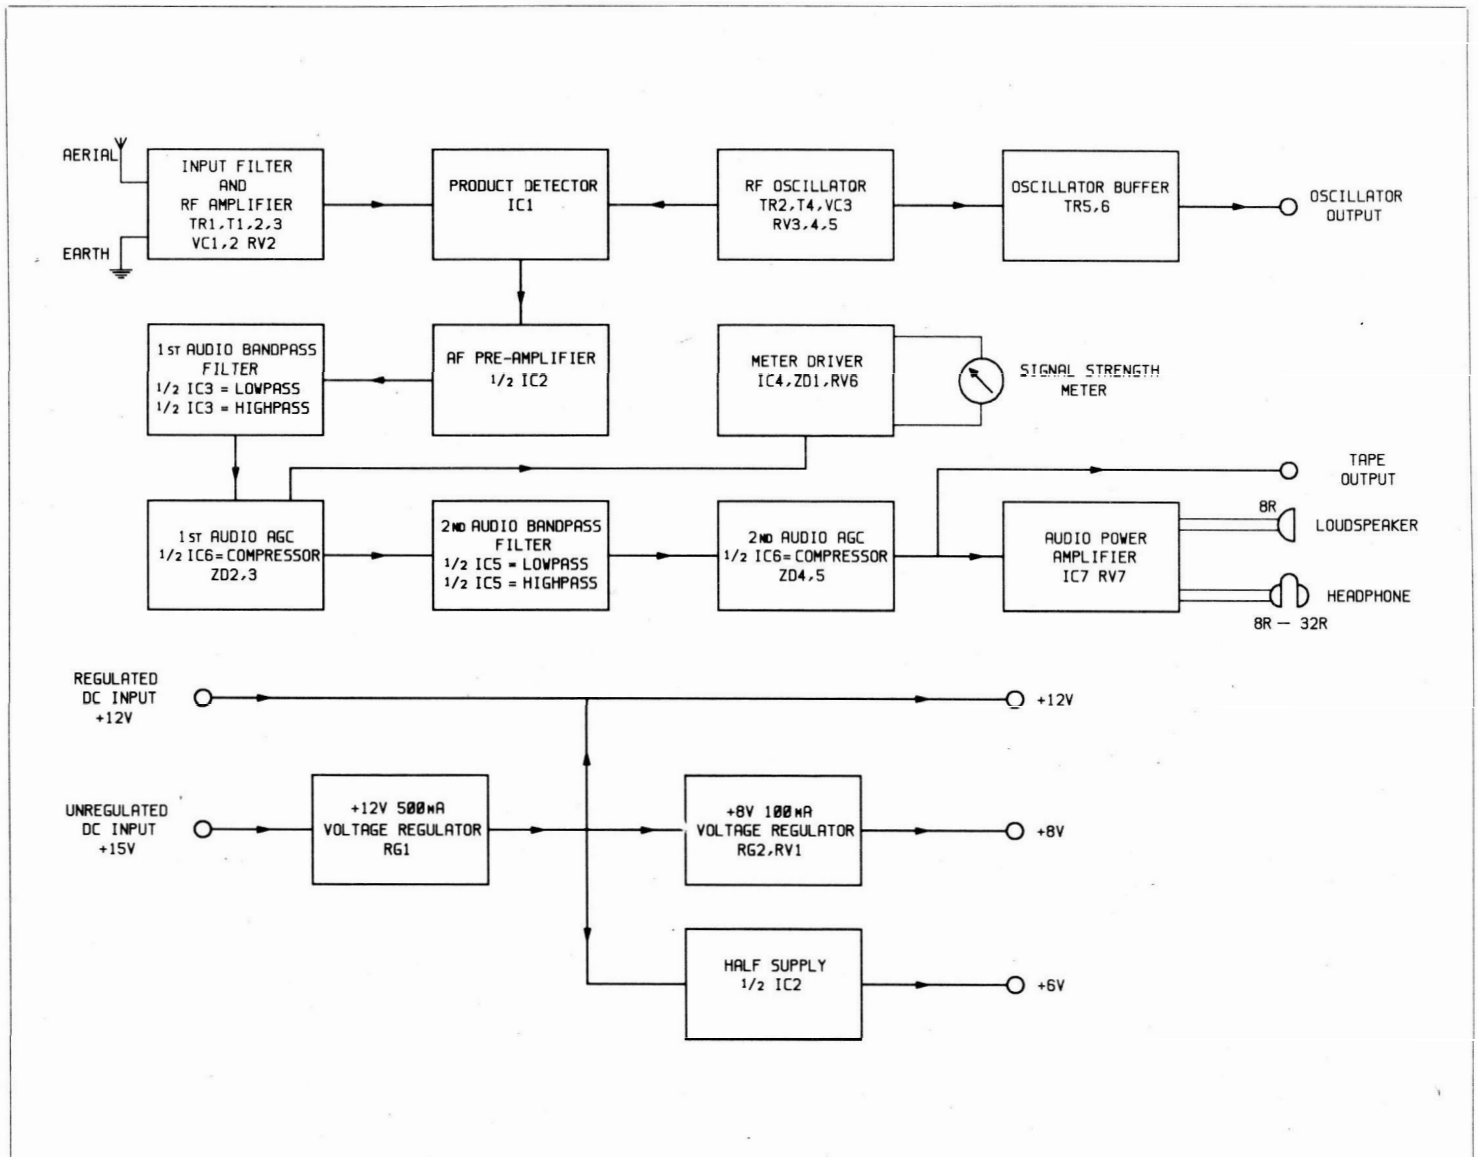 AERIAL
EARTH
INPUT FILTER
AND
RF AMPLIFIER
TR1,T1,2,3
VC1,2 RV2
PRODUCT DETECTOR
IC1
RF OSCILLATOR
TR2,T4,VC3
RV3,4,5
OSCILLATOR BUFFER
TR5,6
OSCILLATOR
OUTPUT
1ST AUDIO BANDPASS
FILTER
1/2 IC3 = LOWPASS
1/2 IC3 = HIGHPASS
AF PRE-AMPLIFIER
1/2 IC2
METER DRIVER
IC4,ZD1,RV6
SIGNAL STRENGTH
METER
TAPE
OUTPUT
1ST AUDIO AGC
1/2 IC6=COMPRESSOR
ZD2,3
2ND AUDIO BANDPASS
FILTER
1/2 IC5 = LOWPASS
1/2 IC5 = HIGHPASS
2ND AUDIO AGC
1/2 IC6=COMPRESSOR
ZD4,5
AUDIO POWER
AMPLIFIER
IC7 RV7
8R
LOUDSPEAKER
HEADPHONE
8R — 32R
REGULATED
DC INPUT
+12V
+12V
UNREGULATED
DC INPUT
+15V
+12V 500mA
VOLTAGE REGULATOR
RG1
+8V 100mA
VOLTAGE REGULATOR
RG2,RV1
+8V
HALF SUPPLY
1/2 IC2
+6V